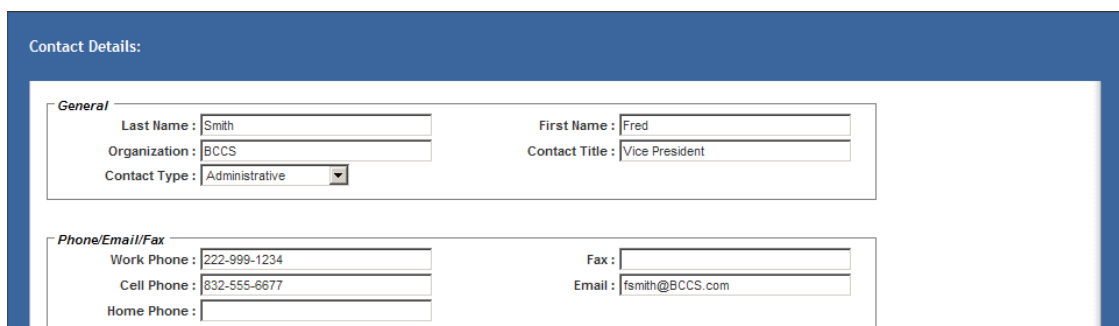 Contact Details:
General
Last Name : Smith First Name : Fred
Organization : BCCS Contact Title : Vice President
Contact Type : Administrative
Phone/Email/Fax
Work Phone : 222-999-1234 Fax :
Cell Phone : 832-555-6677 Email : fsmith@BCCS.com
Home Phone :